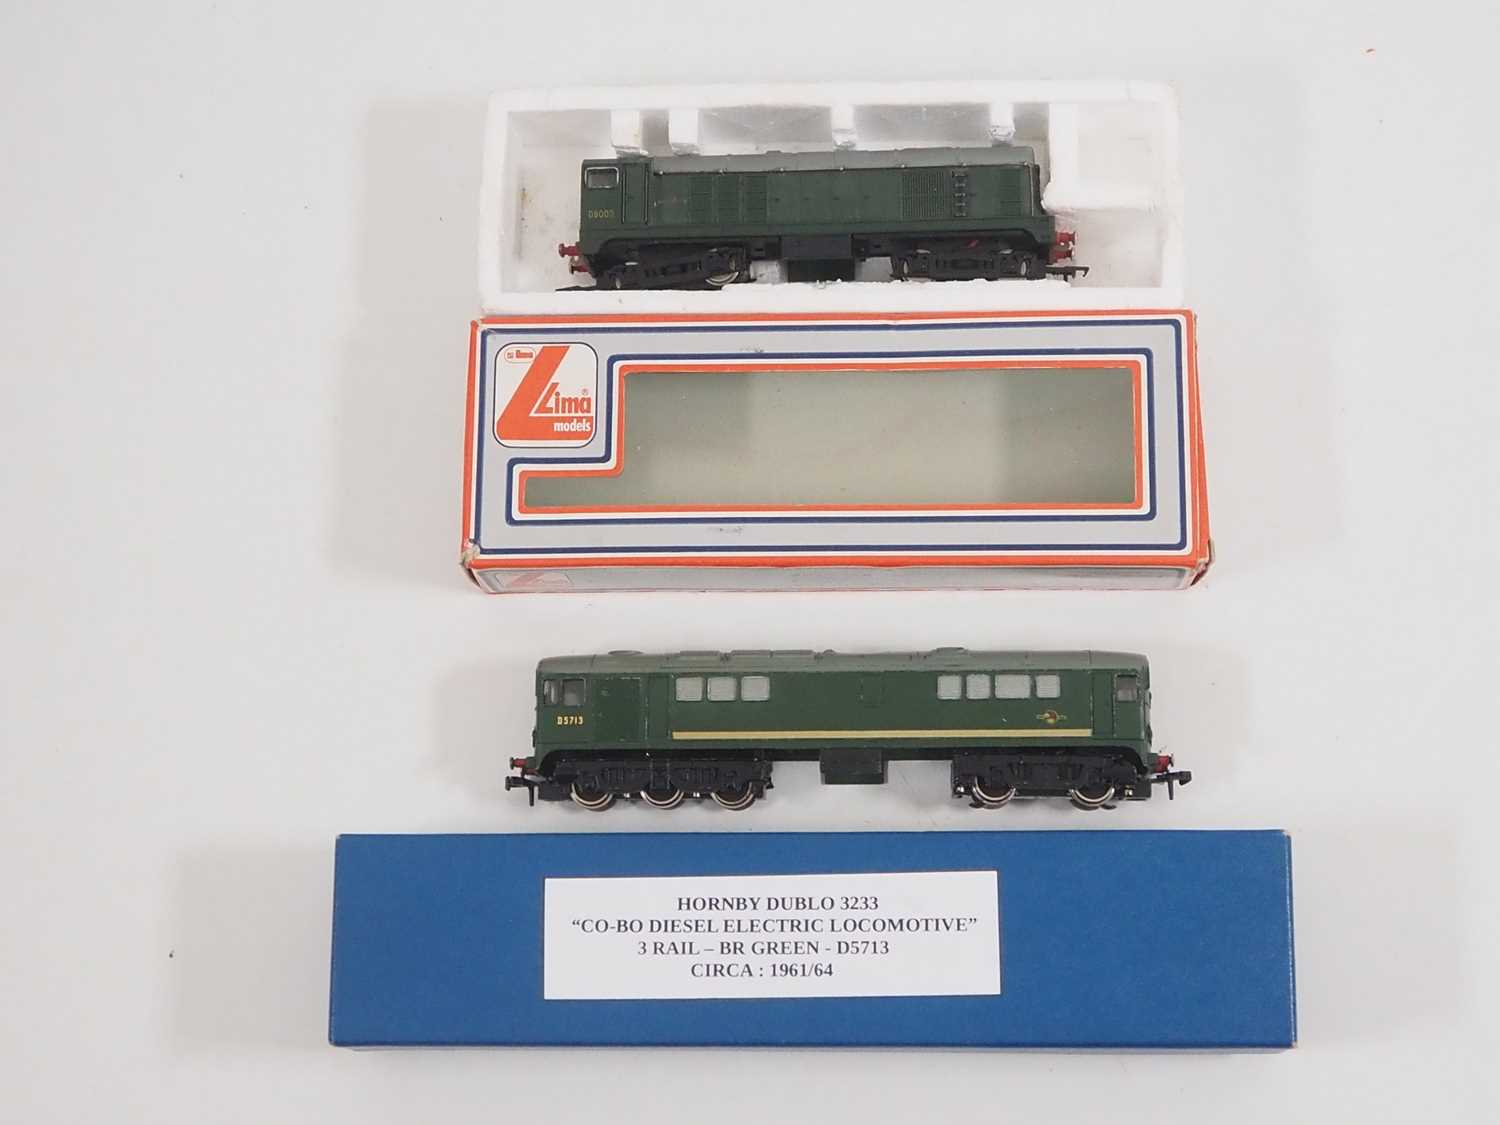 D8000
Lima
Lima®
models
D5713
HORNBY DUBLO 3233
“CO-BO DIESEL ELECTRIC LOCOMOTIVE”
3 RAIL – BR GREEN - D5713
CIRCA : 1961/64